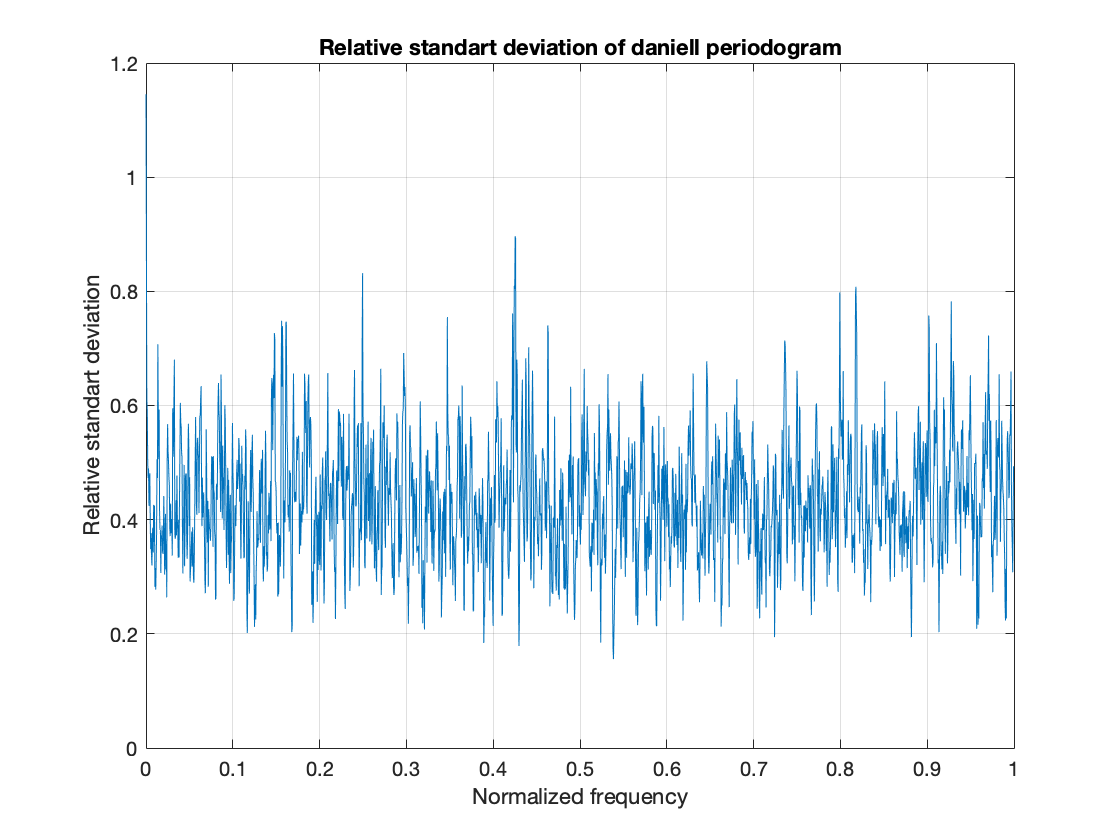 Relative standart deviation of daniell periodogram
1.2
1
0.8
0.6
0.4
0.2
0
Relative standart deviation
0 0.1 0.2 0.3 0.4 0.5 0.6 0.7 0.8 0.9 1
Normalized frequency